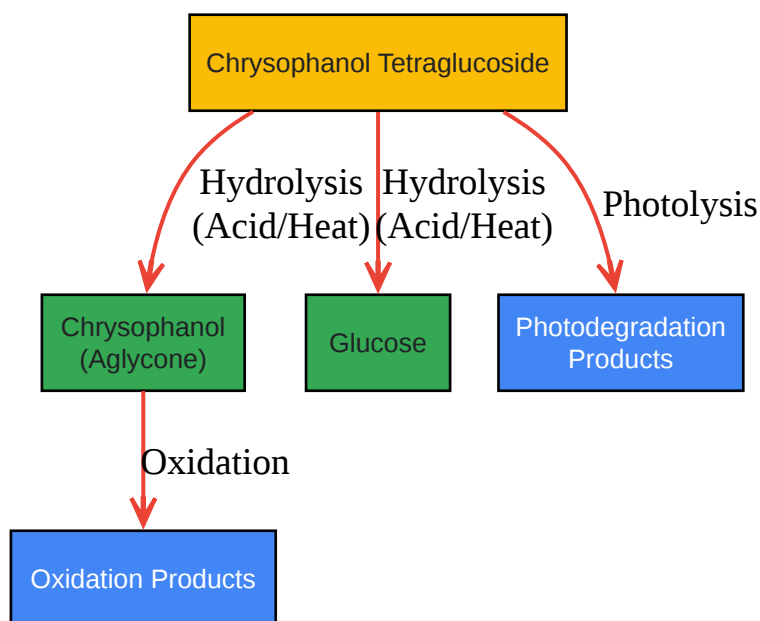 Chrysophanol Tetraglucoside
Hydrolysis
(Acid/Heat)
Hydrolysis
(Acid/Heat)
Photolysis
Chrysophanol
(Aglycone)
Glucose
Photodegradation
Products
Oxidation
Oxidation Products